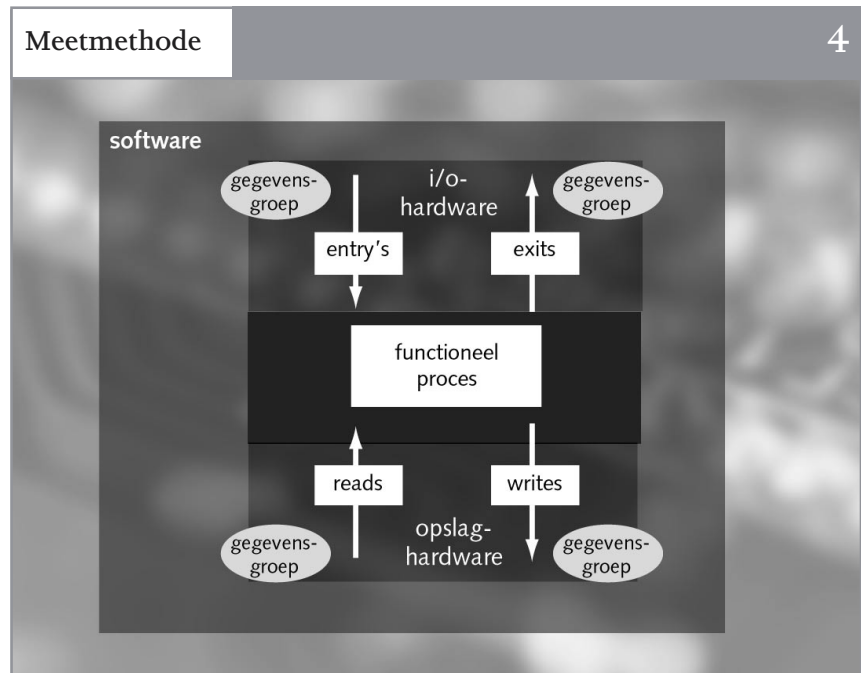 Meetmethode
4
software
gegevens-
groep
i/o-
hardware
gegevens-
groep
entry's
exits
functioneel
proces
reads
writes
gegevens-
groep
opslag-
hardware
gegevens-
groep